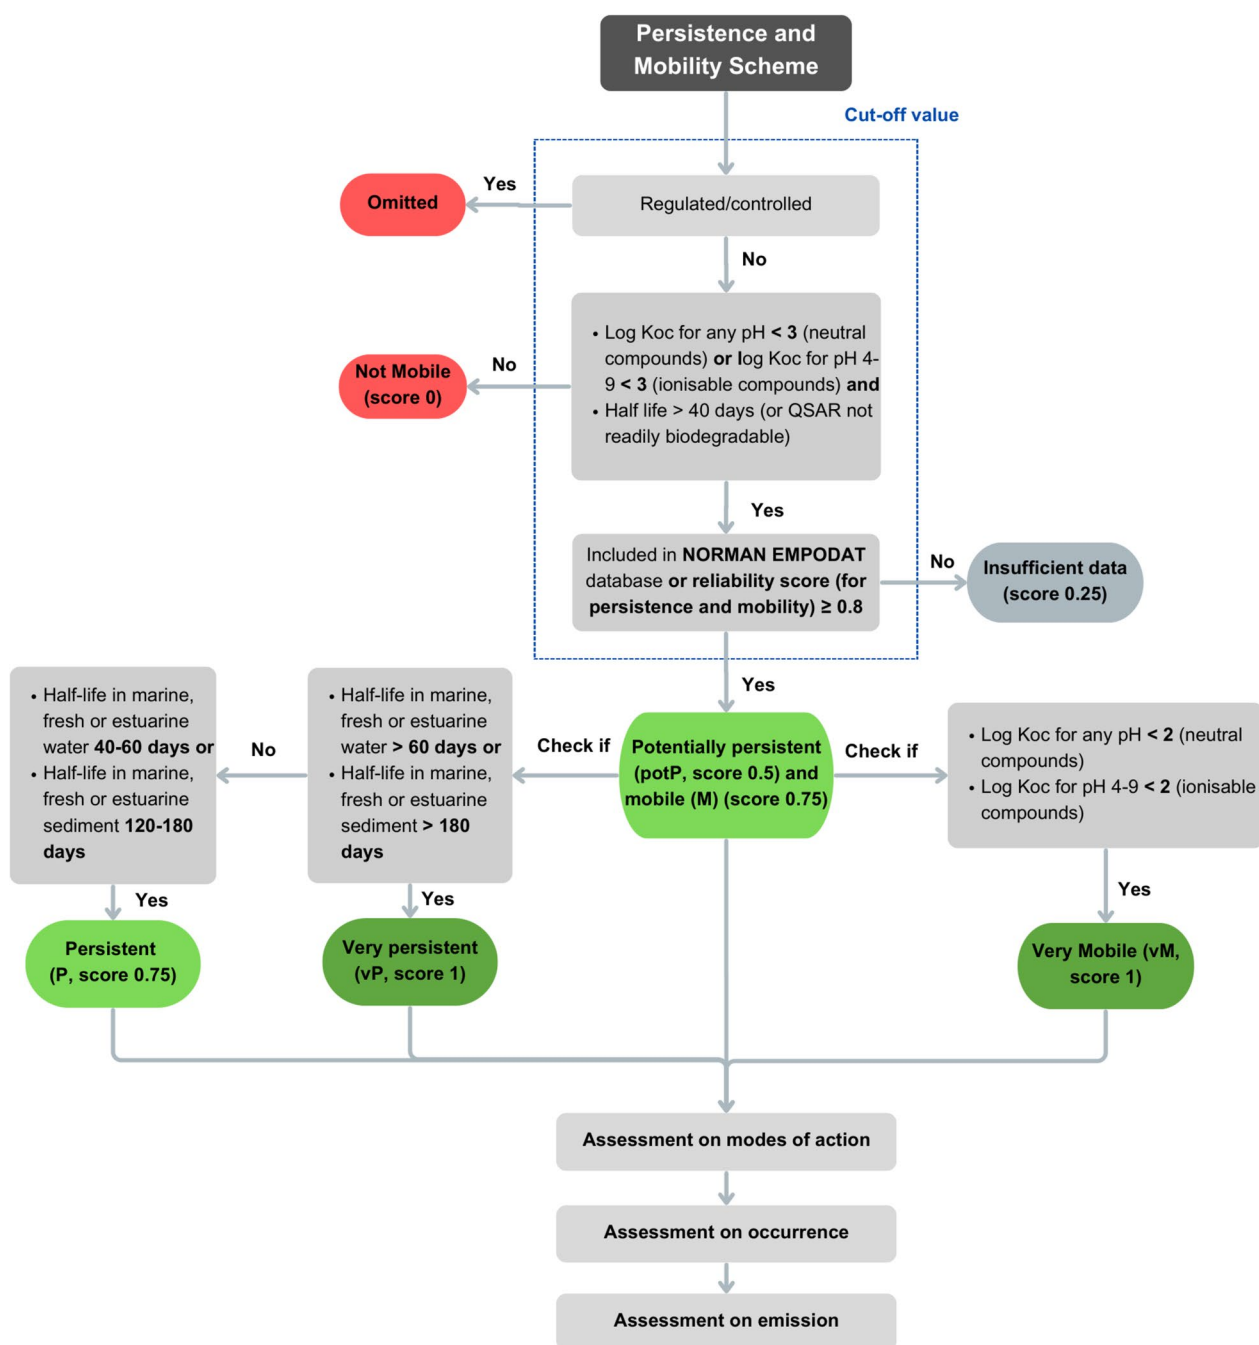 Persistence and
Mobility Scheme
Cut-off value
Regulated/controlled
Yes
Omitted
No
• Log Koc for any pH < 3 (neutral
compounds) or log Koc for pH 4-
9 < 3 (ionisable compounds) and
• Half life > 40 days (or QSAR not
readily biodegradable)
No
Not Mobile
(score 0)
Yes
Included in NORMAN EMPODAT
database or reliability score (for
persistence and mobility) ≥ 0.8
No
Insufficient data
(score 0.25)
Yes
• Half-life in marine,
fresh or estuarine
water 40-60 days or
• Half-life in marine,
fresh or estuarine
sediment 120-180
days
No
• Half-life in marine,
fresh or estuarine
water > 60 days or
• Half-life in marine,
fresh or estuarine
sediment > 180
days
Check if
Potentially persistent
(potP, score 0.5) and
mobile (M) (score 0.75)
Check if
• Log Koc for any pH < 2 (neutral
compounds)
• Log Koc for pH 4-9 < 2 (ionisable
compounds)
Yes
Yes
Yes
Persistent
(P, score 0.75)
Very persistent
(vP, score 1)
Very Mobile (vM,
score 1)
Assessment on modes of action
Assessment on occurrence
Assessment on emission